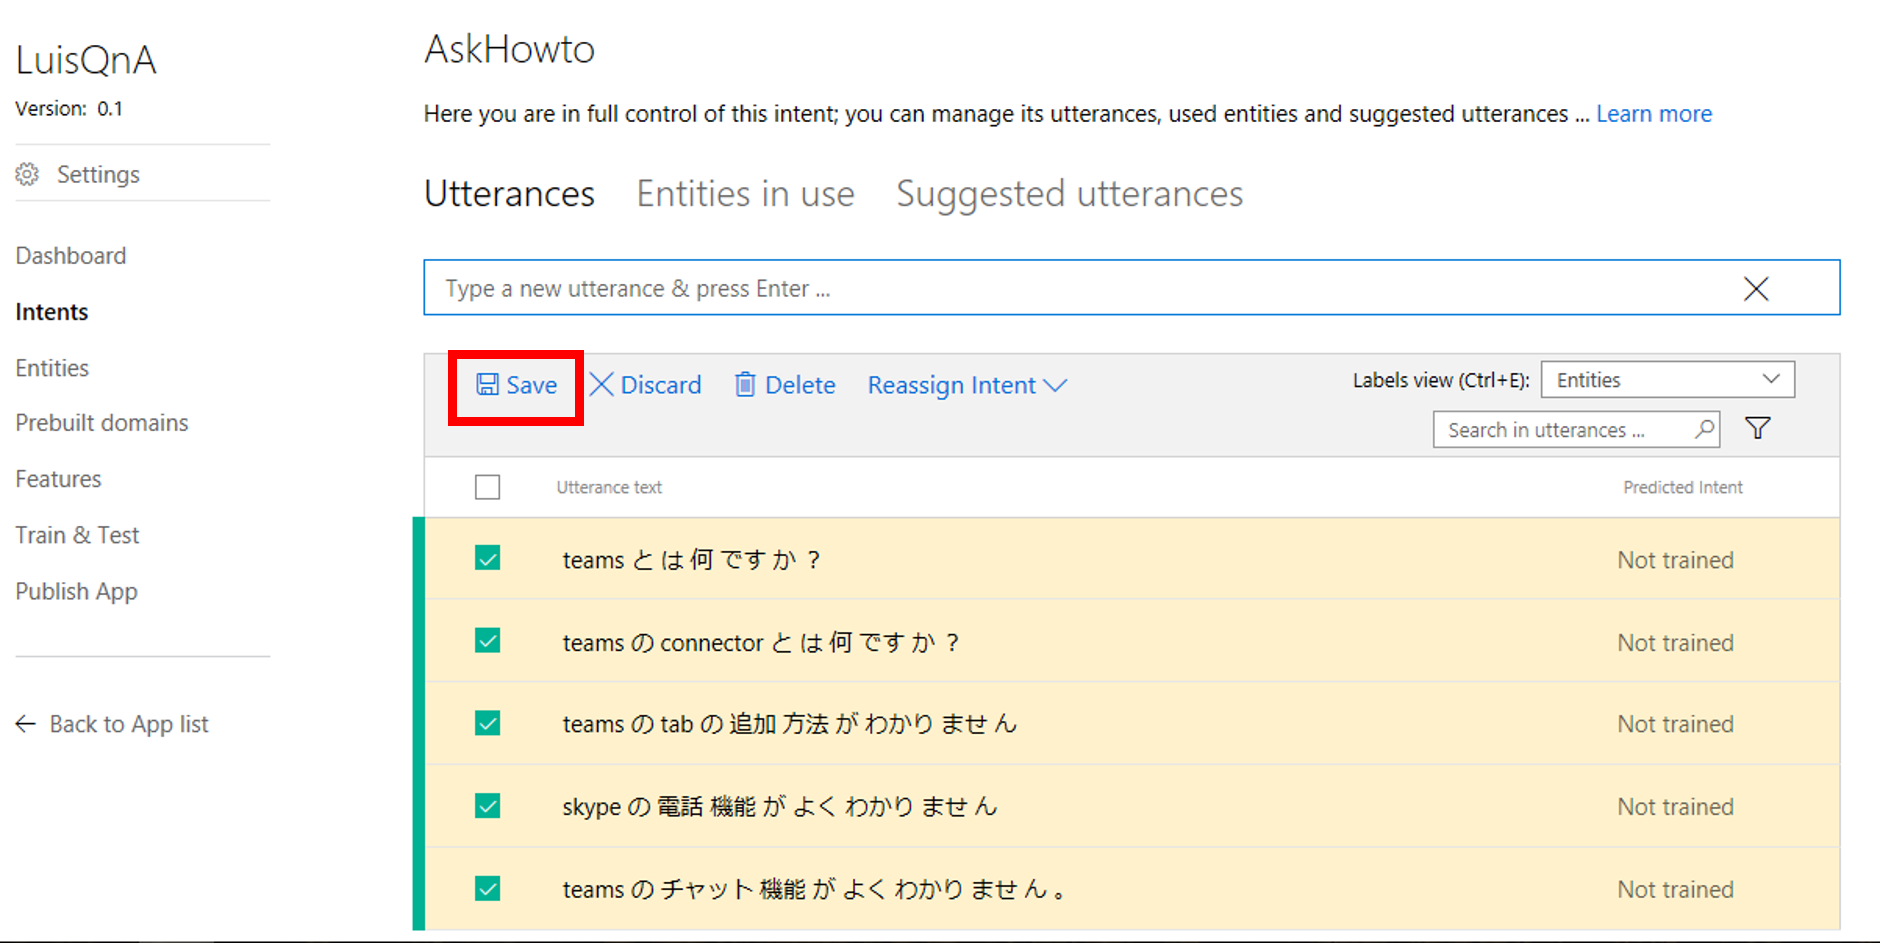 LuisQnA
Version: 0.1
Settings
Dashboard
Intents
Entities
Prebuilt domains
Features
Train & Test
Publish App
Back to App list
AskHowto
Here you are in full control of this intent; you can manage its utterances, used entities and suggested utterances ... Learn more
Utterances Entities in use Suggested utterances
Type a new utterance & press Enter ...
Save Discard Delete Reassign Intent Labels view (Ctrl+E): Entities
Search in utterances ...
Utterance text Predicted Intent
teams と は 何 です か ？ Not trained
teams の connector と は 何 です か ？ Not trained
teams の tab の 追加 方法 が わかり ませ ん Not trained
skype の 電話 機能 が よく わかり ませ ん Not trained
teams の チャット 機能 が よく わかり ませ ん 。 Not trained